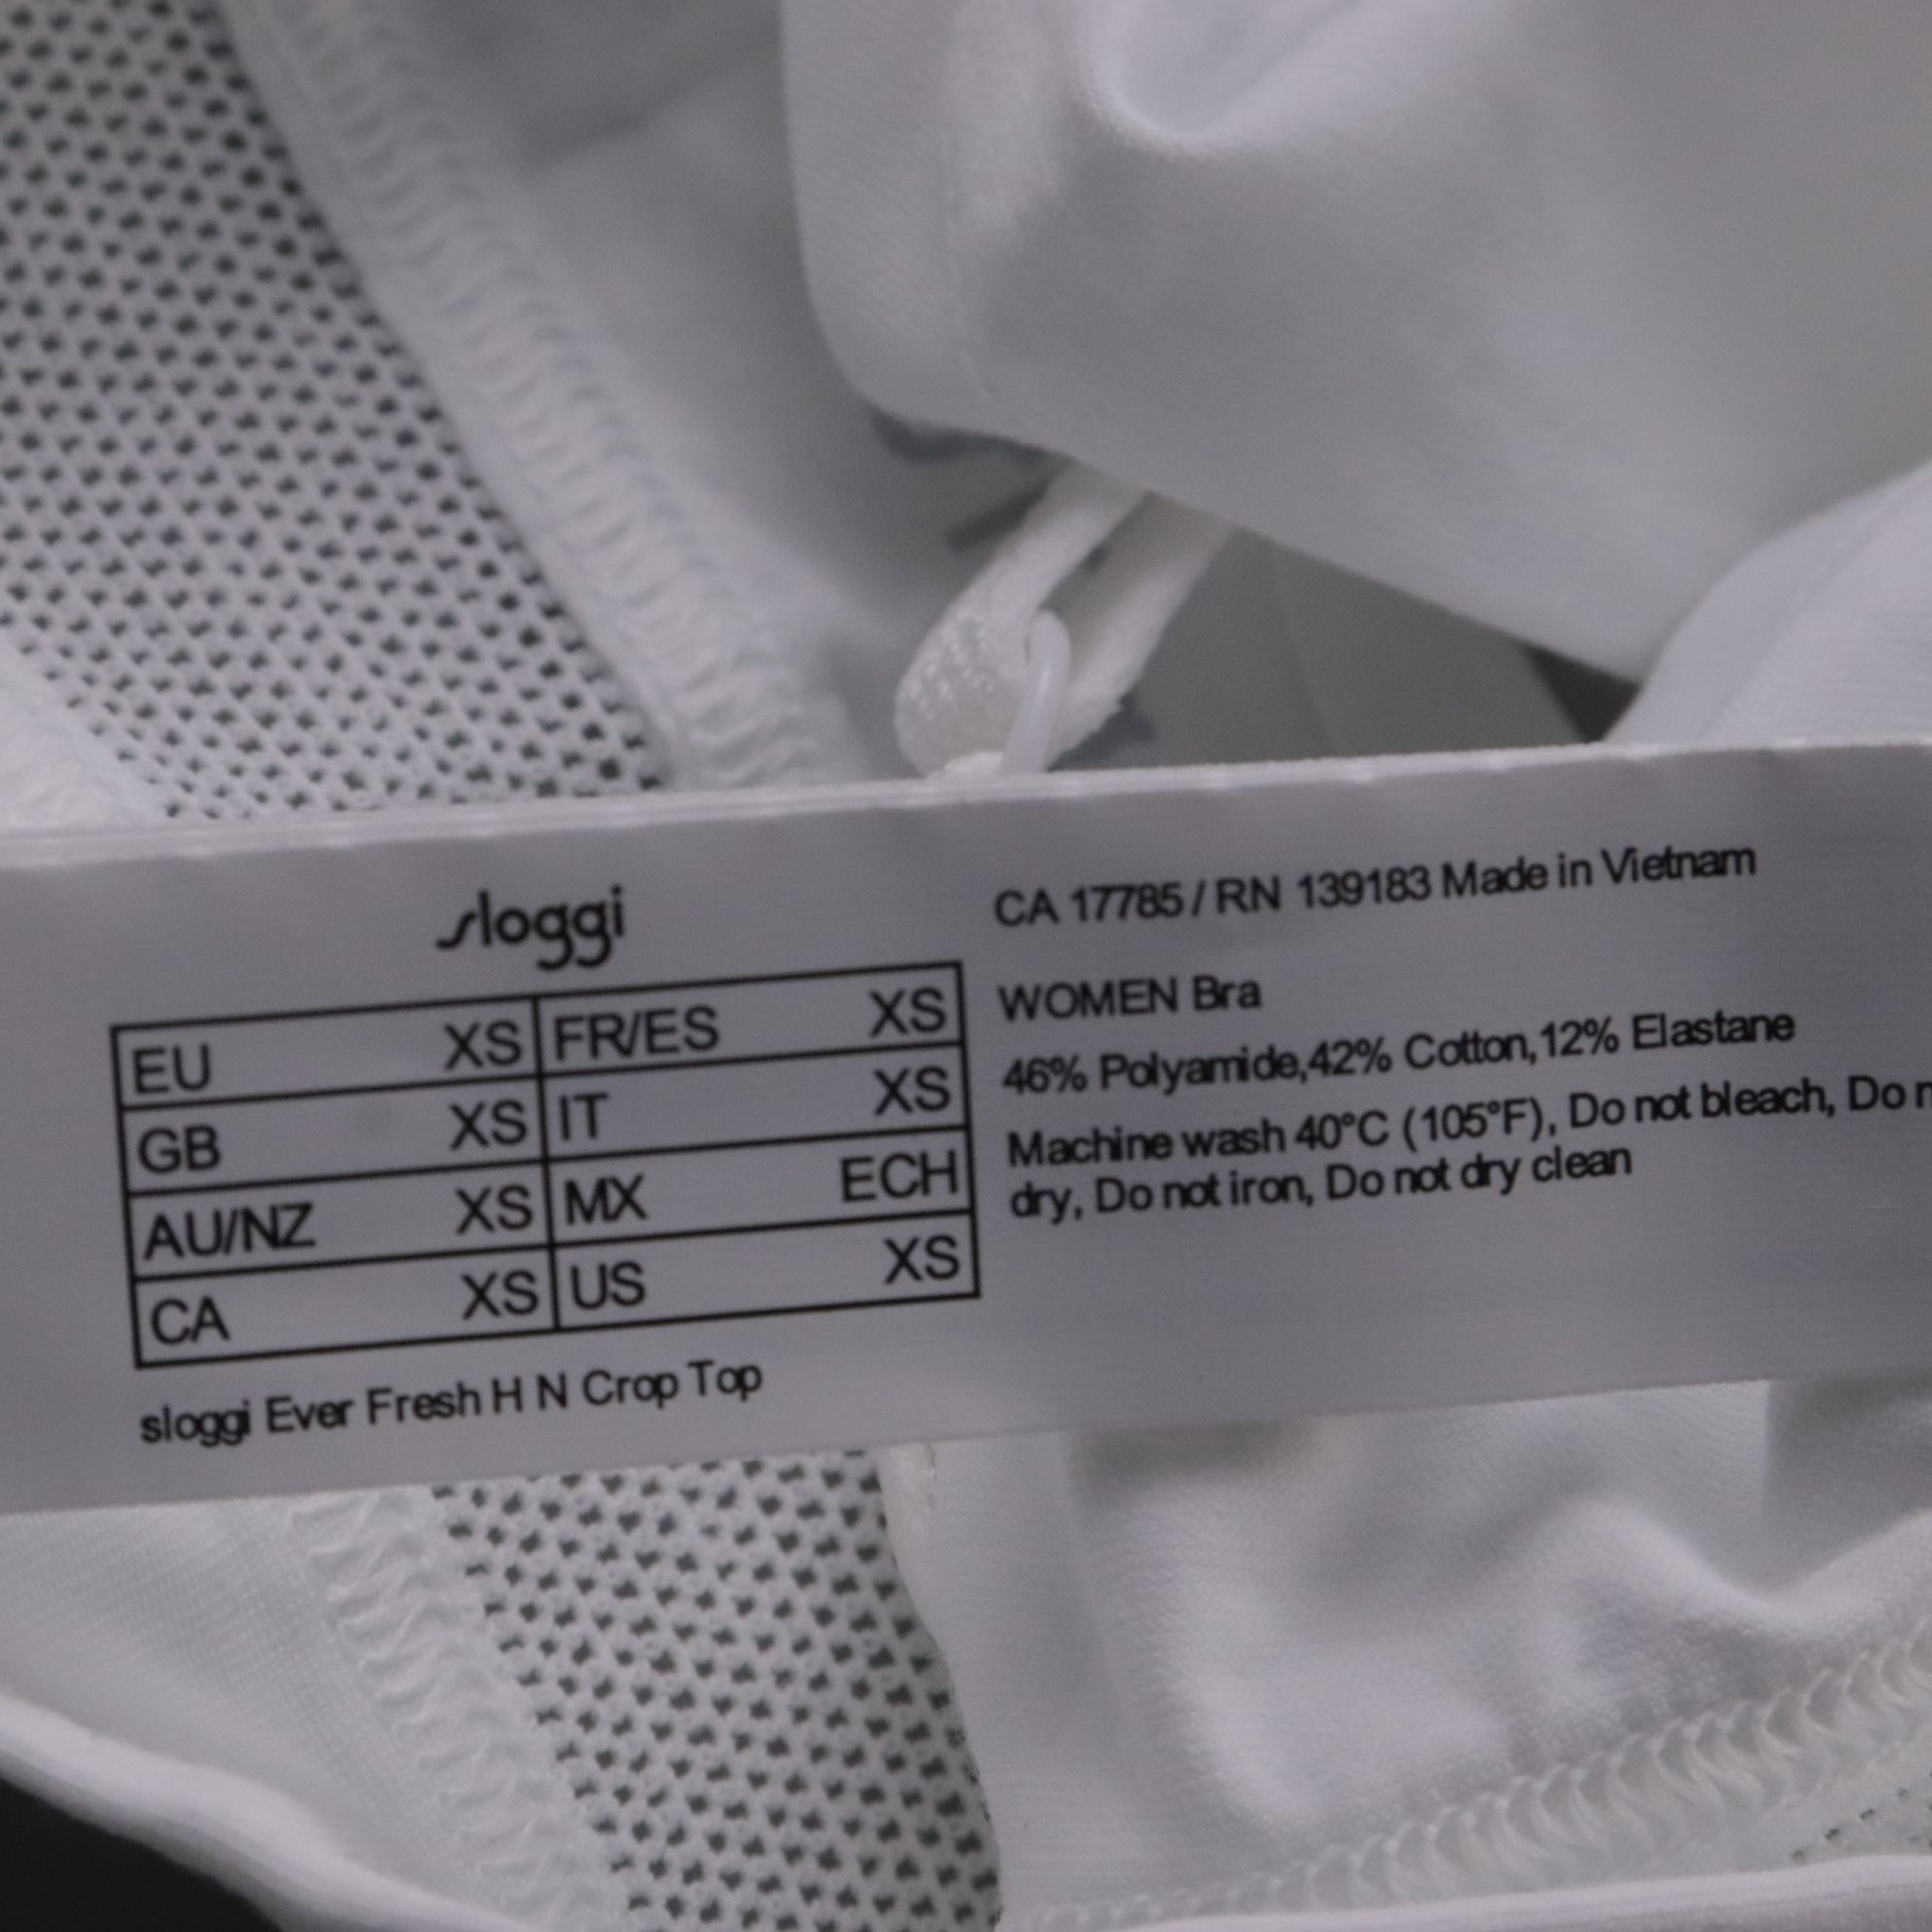 sloggi
EU XS FR/ES XS
GB XS IT XS
AU/NZ XS MX ECH
CA XS US XS
sloggi Ever Fresh H N Crop Top
CA 17785 / RN 139183 Made in Vietnam
WOMEN Bra
46% Polyamide,42% Cotton,12% Elastane
Machine wash 40°C (105°F), Do not bleach, Do
dry, Do not iron, Do not dry clean